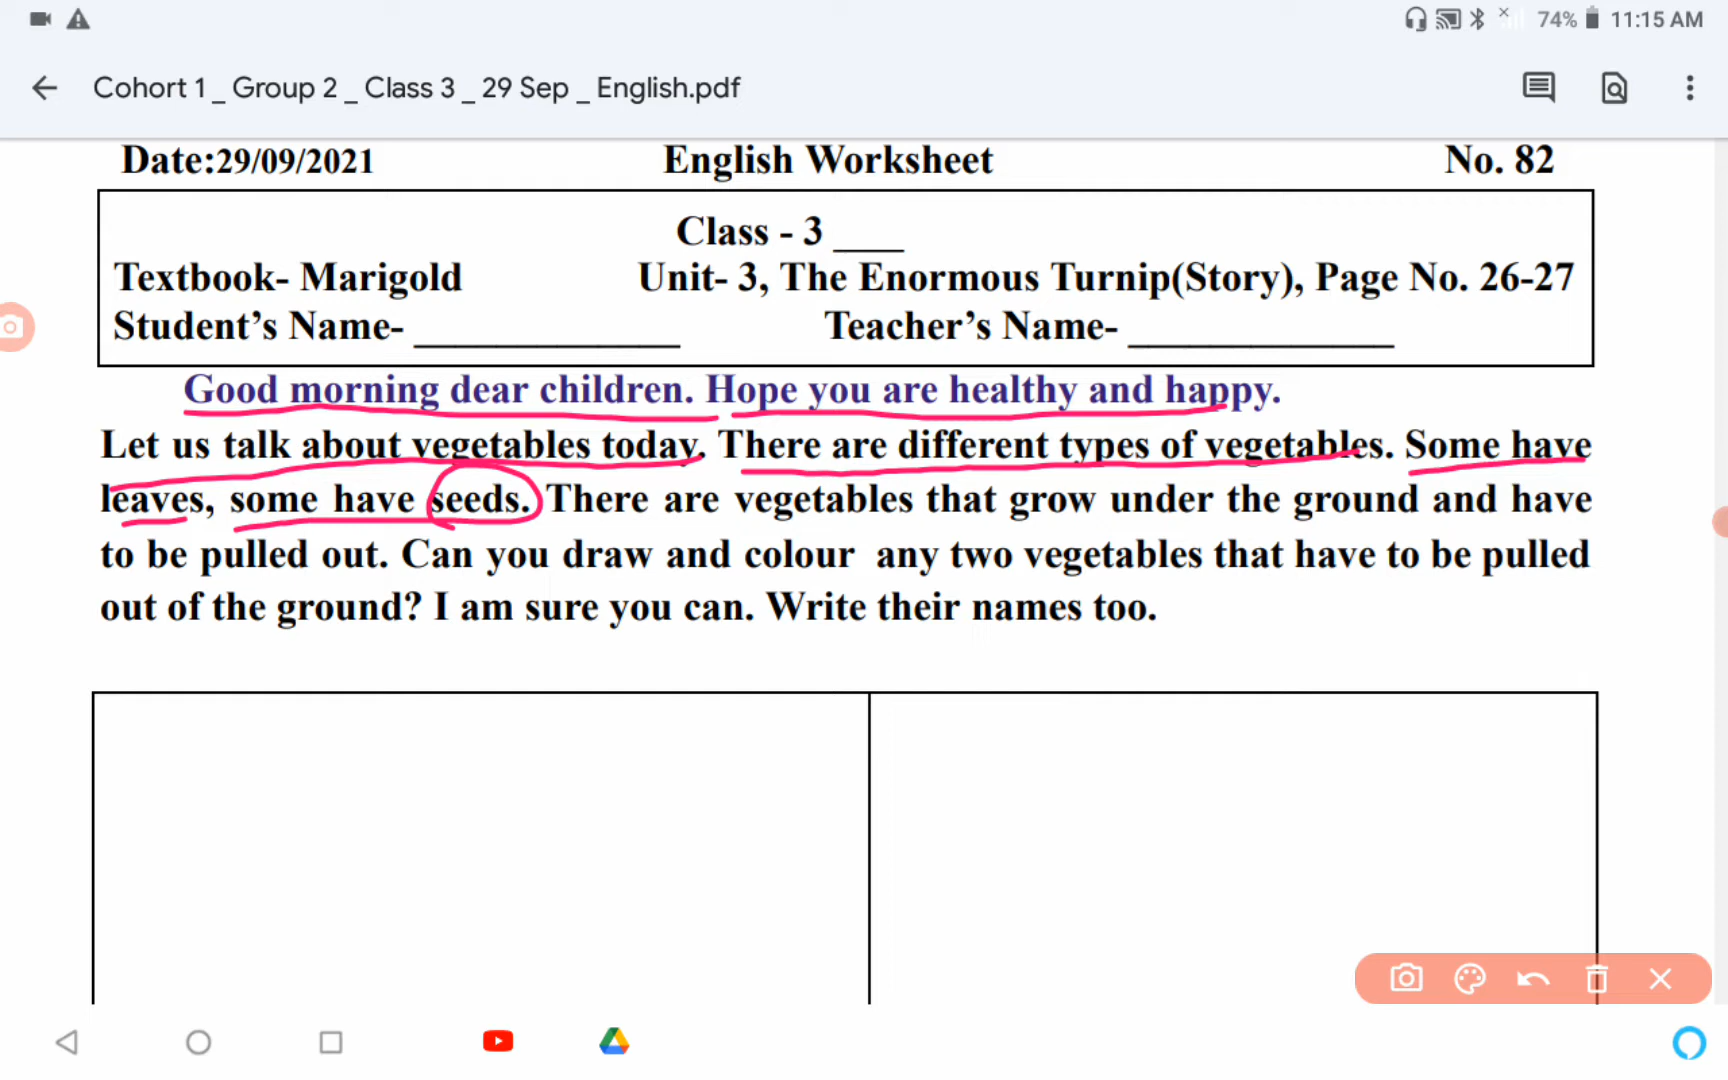 74% 11:15 AM
Cohort 1 _ Group 2 _ Class 3 _ 29 Sep _ English.pdf
Date:29/09/2021 English Worksheet No. 82
Class - 3 ___
Textbook- Marigold Unit- 3, The Enormous Turnip(Story), Page No. 26-27
Student’s Name- ____________ Teacher’s Name- ____________
Good morning dear children. Hope you are healthy and happy.
Let us talk about vegetables today. There are different types of vegetables. Some have
leaves, some have seeds. There are vegetables that grow under the ground and have
to be pulled out. Can you draw and colour any two vegetables that have to be pulled
out of the ground? I am sure you can. Write their names too.